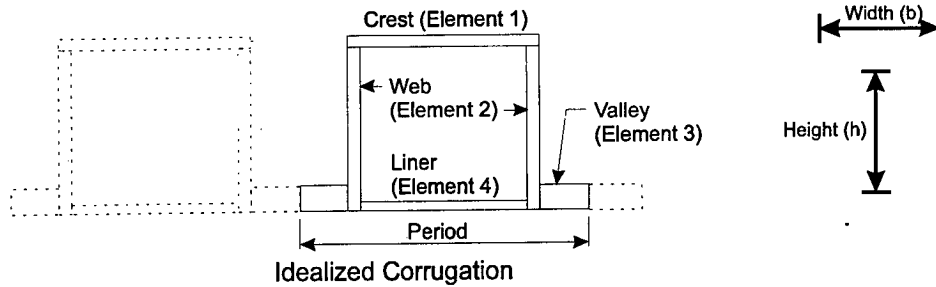 Crest (Element 1)
Width (b)
Web
(Element 2)
Valley
(Element 3)
Height (h)
Liner
(Element 4)
Period
Idealized Corrugation